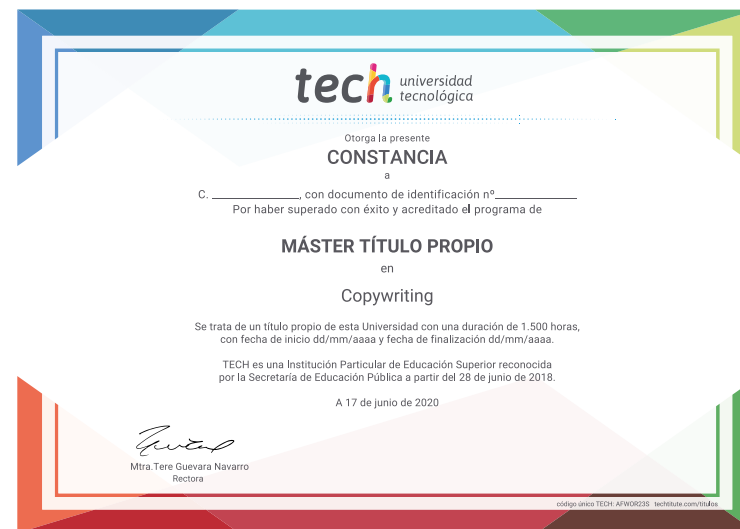 tech universidad
tecnológica
Otorga la presente
CONSTANCIA
a
C. ________________, con documento de identificación nº______________
Por haber superado con éxito y acreditado el programa de
MÁSTER TÍTULO PROPIO
en
Copywriting
Se trata de un título propio de esta Universidad con una duración de 1.500 horas,
con fecha de inicio dd/mm/aaaa y fecha de finalización dd/mm/aaaa.
TECH es una Institución Particular de Educación Superior reconocida
por la Secretaría de Educación Pública a partir del 28 de junio de 2018.
A 17 de junio de 2020
Mtra.Tere Guevara Navarro
Rectora
código único TECH: AFWOR23S techtitute.com/titulos